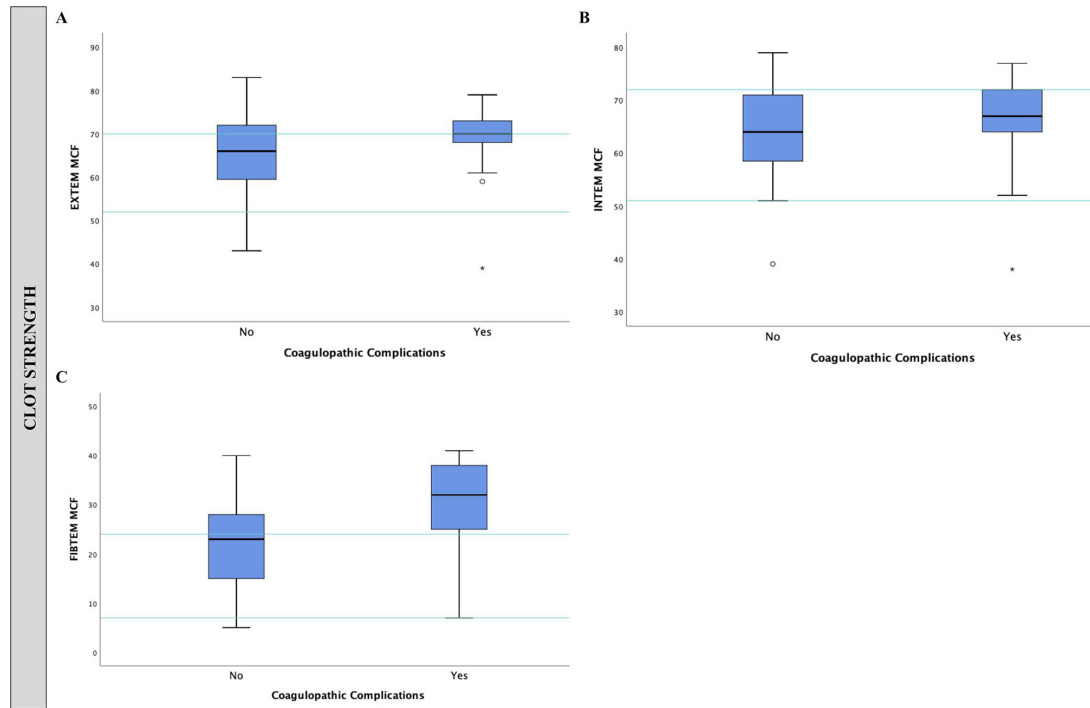 CLOT STRENGTH
A
90
80
70
60
50
40
30
EXTEM MCF
No
Yes
Coagulopathic Complications
B
80
70
60
50
40
30
INTEM MCF
No
Yes
Coagulopathic Complications
C
50
40
30
20
10
0
FIBTEM MCF
No
Yes
Coagulopathic Complications